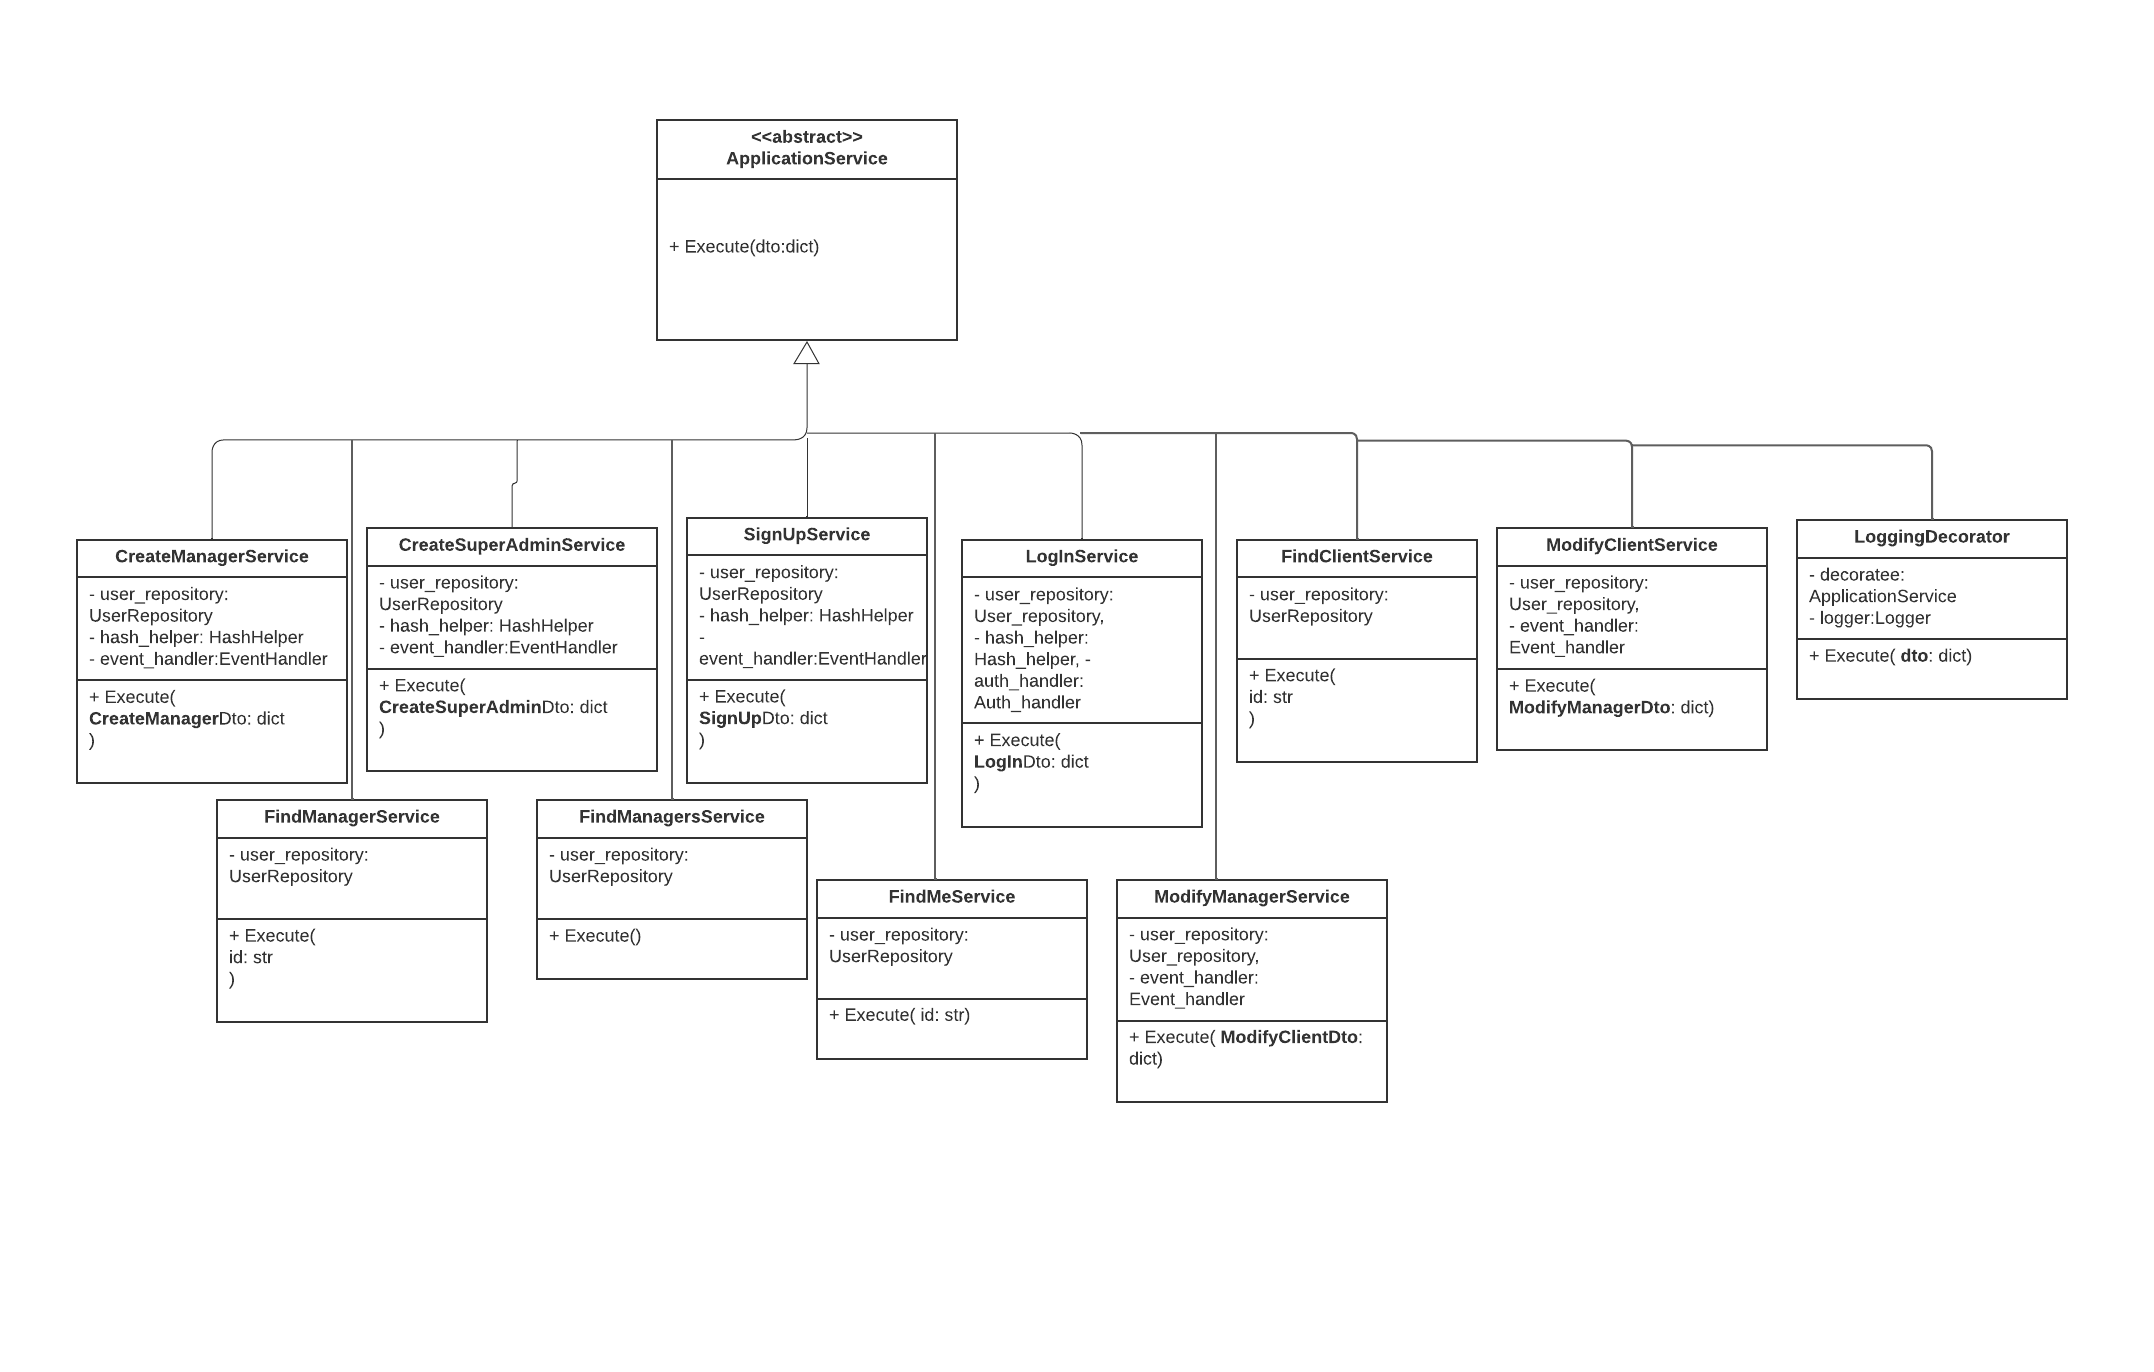 <<abstract>>
ApplicationService
+ Execute(dto:dict)
CreateManagerService
- user_repository:
UserRepository
- hash_helper: HashHelper
- event_handler:EventHandler
+ Execute(
CreateManagerDto: dict
)
CreateSuperAdminService
- user_repository:
UserRepository
- hash_helper: HashHelper
- event_handler:EventHandler
+ Execute(
CreateSuperAdminDto: dict
)
SignUpService
- user_repository:
UserRepository
- hash_helper: HashHelper
-
event_handler:EventHandler
+ Execute(
SignUpDto: dict
)
LogInService
- user_repository:
User_repository,
- hash_helper:
Hash_helper, -
auth_handler:
Auth_handler
+ Execute(
LogInDto: dict
)
FindClientService
- user_repository:
UserRepository
+ Execute(
id: str
)
ModifyClientService
- user_repository:
User_repository,
- event_handler:
Event_handler
+ Execute(
ModifyManagerDto: dict)
LoggingDecorator
- decoratee:
ApplicationService
- logger:Logger
+ Execute( dto: dict)
FindManagerService
- user_repository:
UserRepository
+ Execute(
id: str
)
FindManagersService
- user_repository:
UserRepository
+ Execute()
FindMeService
- user_repository:
UserRepository
+ Execute( id: str)
ModifyManagerService
- user_repository:
User_repository,
- event_handler:
Event_handler
+ Execute( ModifyClientDto:
dict)